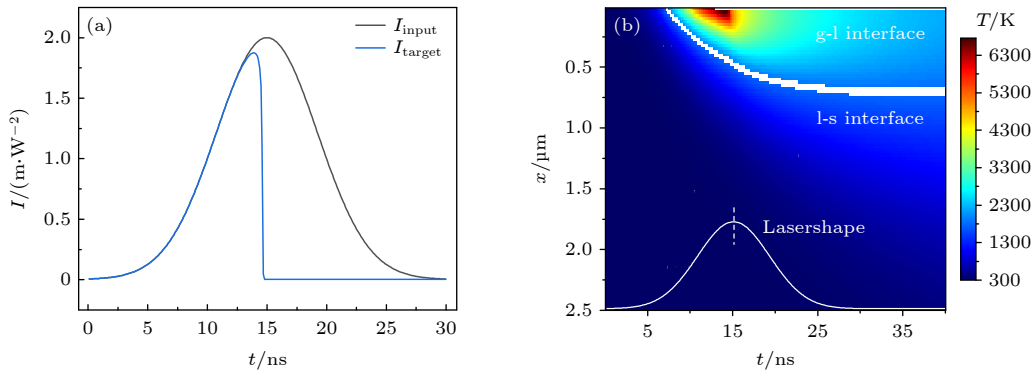 (a)
I_input
I_target
2.0
1.5
1.0
0.5
0
I/(m·W−2)
0
5
10
15
20
25
30
t/ns
(b)
g-l interface
l-s interface
Lasershape
0.5
1.0
1.5
2.0
2.5
x/μm
5
15
25
35
t/ns
T/K
6300
5300
4300
3300
2300
1300
300